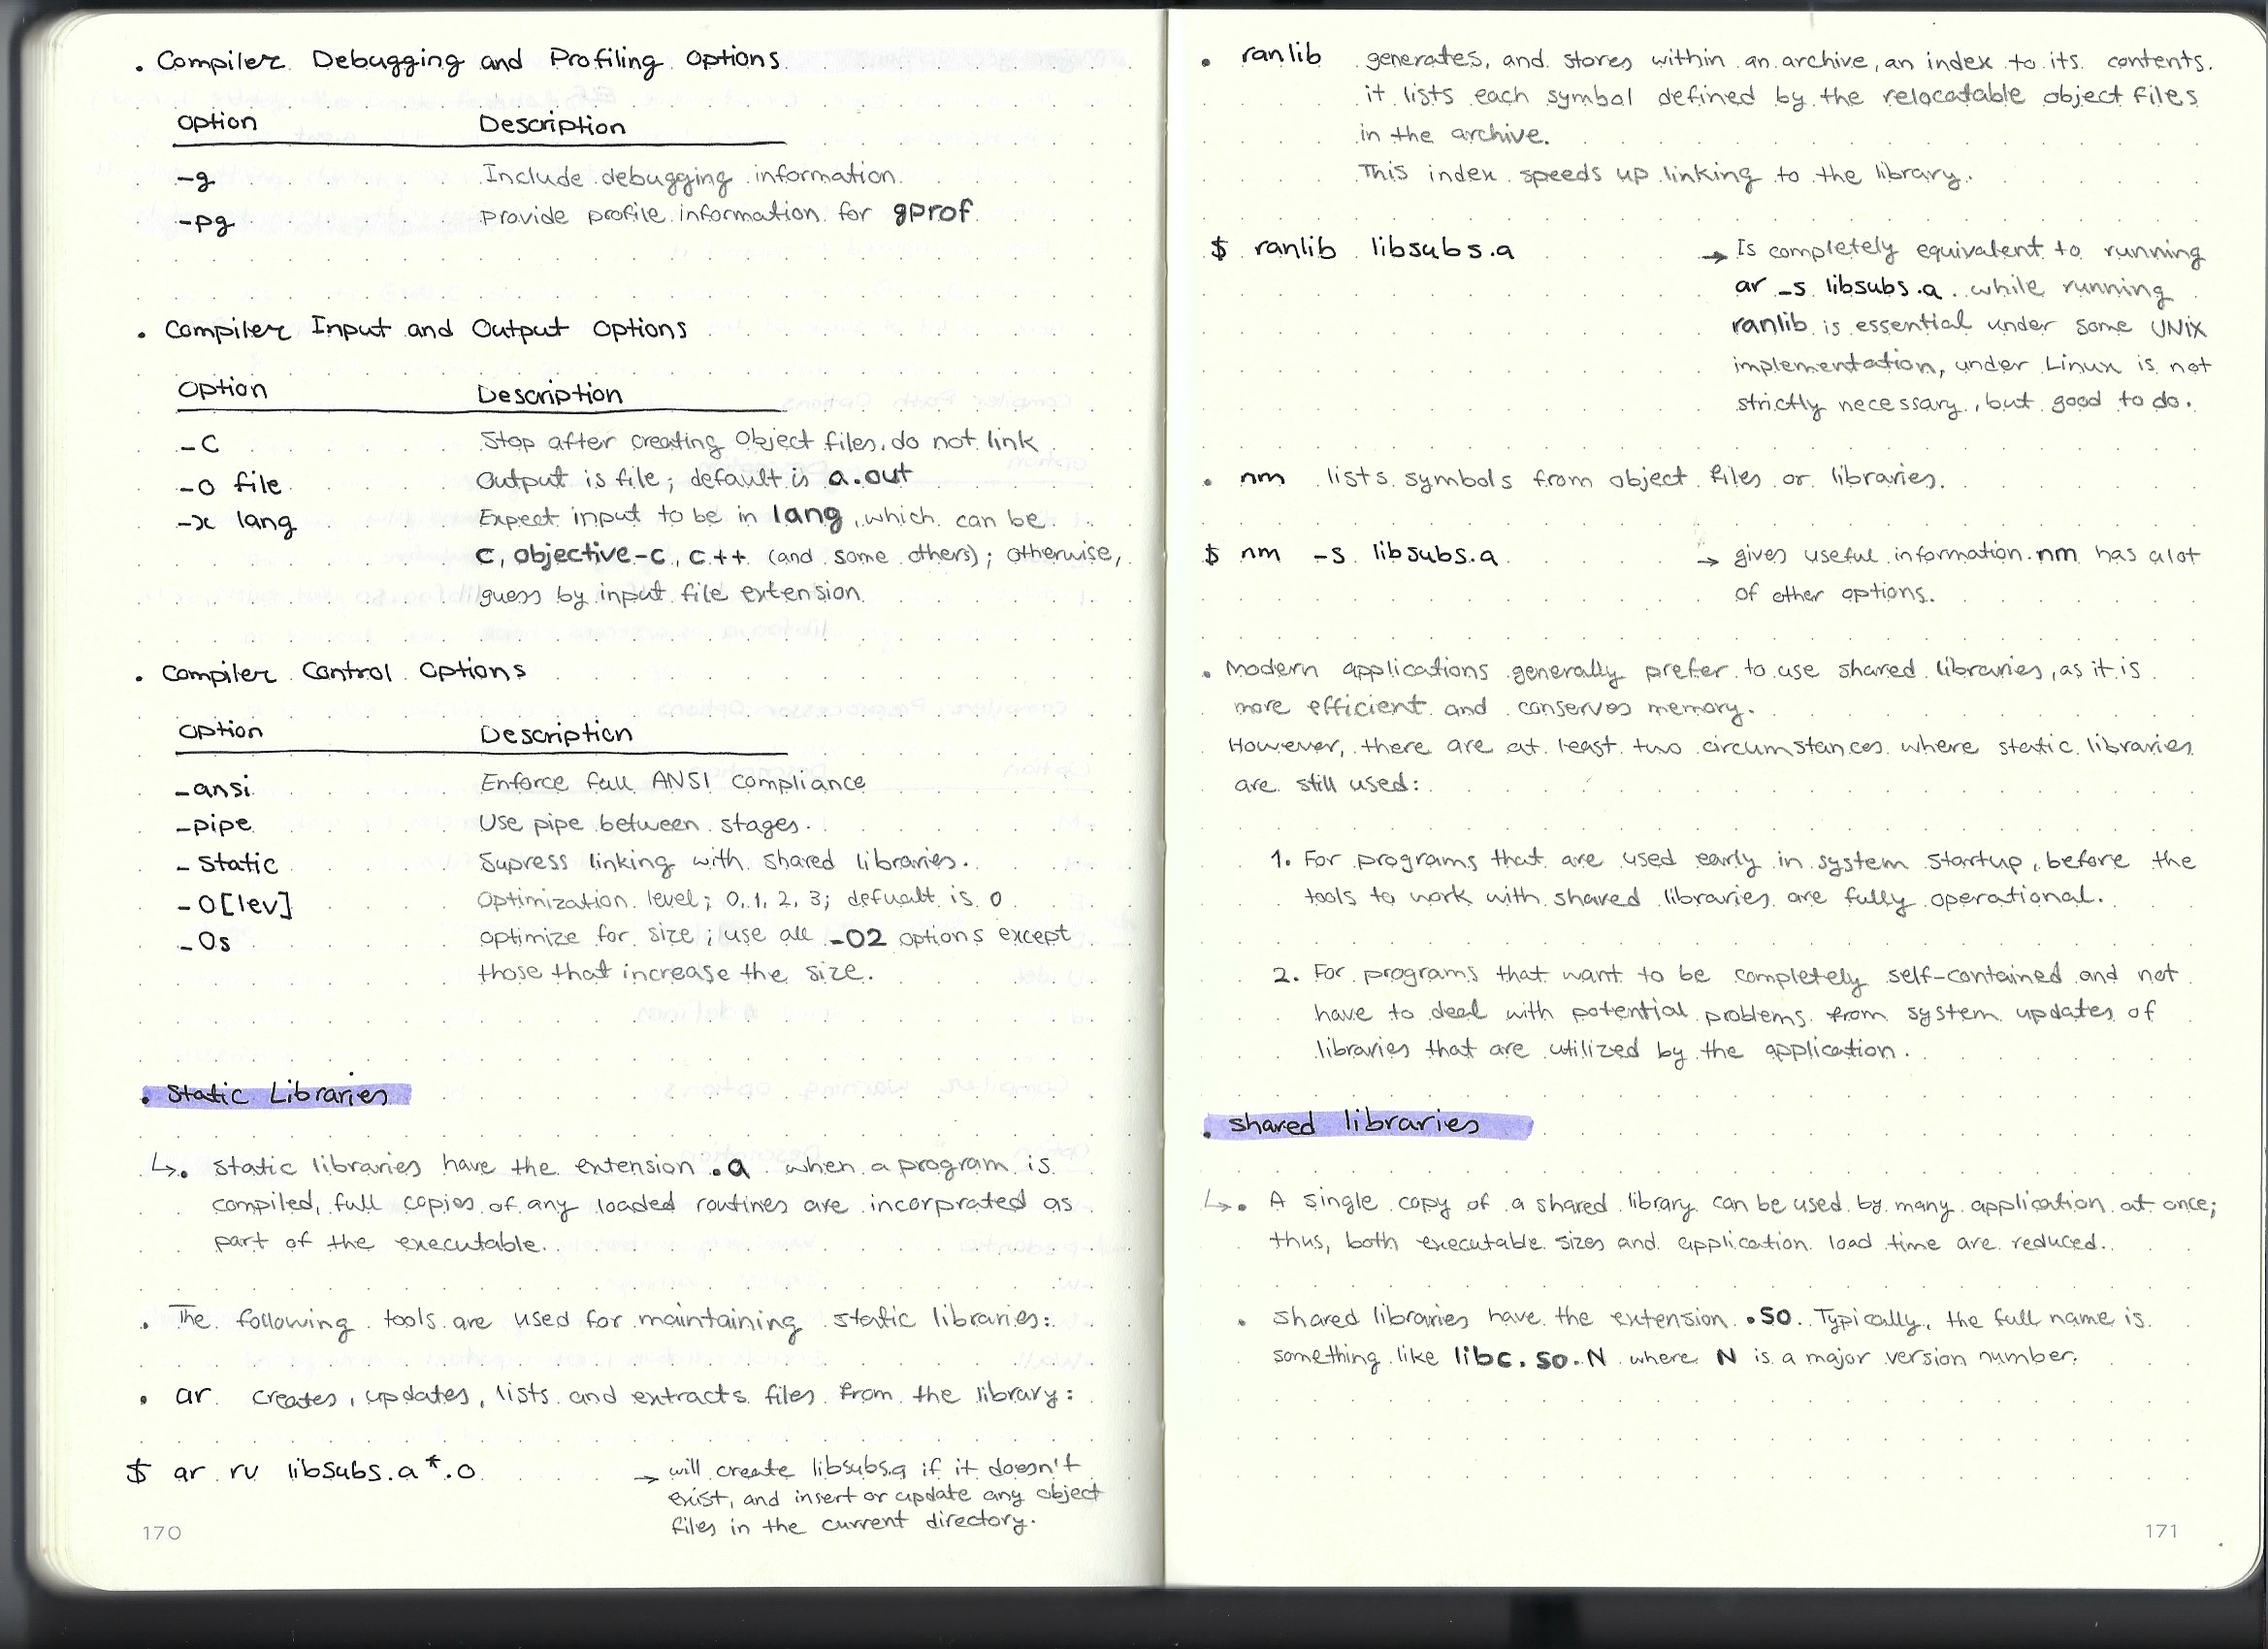 . Compiler Debugging and Profiling Options
Option Description
-g Include debugging information.
-pg Provide profile information for gprof
. Compiler Input and Output Options
Option Description
-C Stop after creating Object files, do not link
-o file Output is file; default is a.out
-x lang Expect input to be in lang, which can be
C, objective-c, C++ (and some others); otherwise,
guess by input file extension
. Compiler Control Options
Option Description
-ansi Enforce full ANSI compliance
-pipe Use pipe between stages.
-static Supress linking with shared libraries.
-O[lev] Optimization level; 0, 1, 2, 3; defualt is 0
-Os Optimize for size; use all -O2 options except
those that increase the size.
. Static Libraries
↳. Static libraries have the extension .a when a program is
compiled, full copies of any loaded routines are incorprated as
part of the executable.
. The following tools are used for maintaining static libraries:
. ar creates, updates, lists and extracts files from the library:
$ ar rv libsubs.a *.o → will create libsubs.a if it doesn't
exist, and insert or update any object
files in the current directory.
170
. ranlib generates, and stores within an archive, an index to its contents.
it lists each symbol defined by the relocatable object files
in the archive.
This index speeds up linking to the library.
$ ranlib libsubs.a → Is completely equivalent to running
ar -s libsubs.a. while running
ranlib is essential under some UNIX
implementation, under Linux is not
strictly necessary, but good to do.
. nm lists symbols from object files or libraries.
$ nm -s libsubs.a → gives useful information. nm has a lot
of other options.
. Modern applications generally prefer to use shared libraries, as it is
more efficient and conserves memory.
However, there are at least two circumstances where static libraries
are still used:
1. For programs that are used early in system startup, before the
tools to work with shared libraries are fully operational.
2. For programs that want to be completely self-contained and not
have to deal with potential problems from system updates of
libraries that are utilized by the application.
. Shared libraries
↳. A single copy of a shared library can be used by many application at once;
thus, both executable sizes and application load time are reduced.
. Shared libraries have the extension .so. Typically, the full name is
something like libc.so.N where N is a major version number.
171